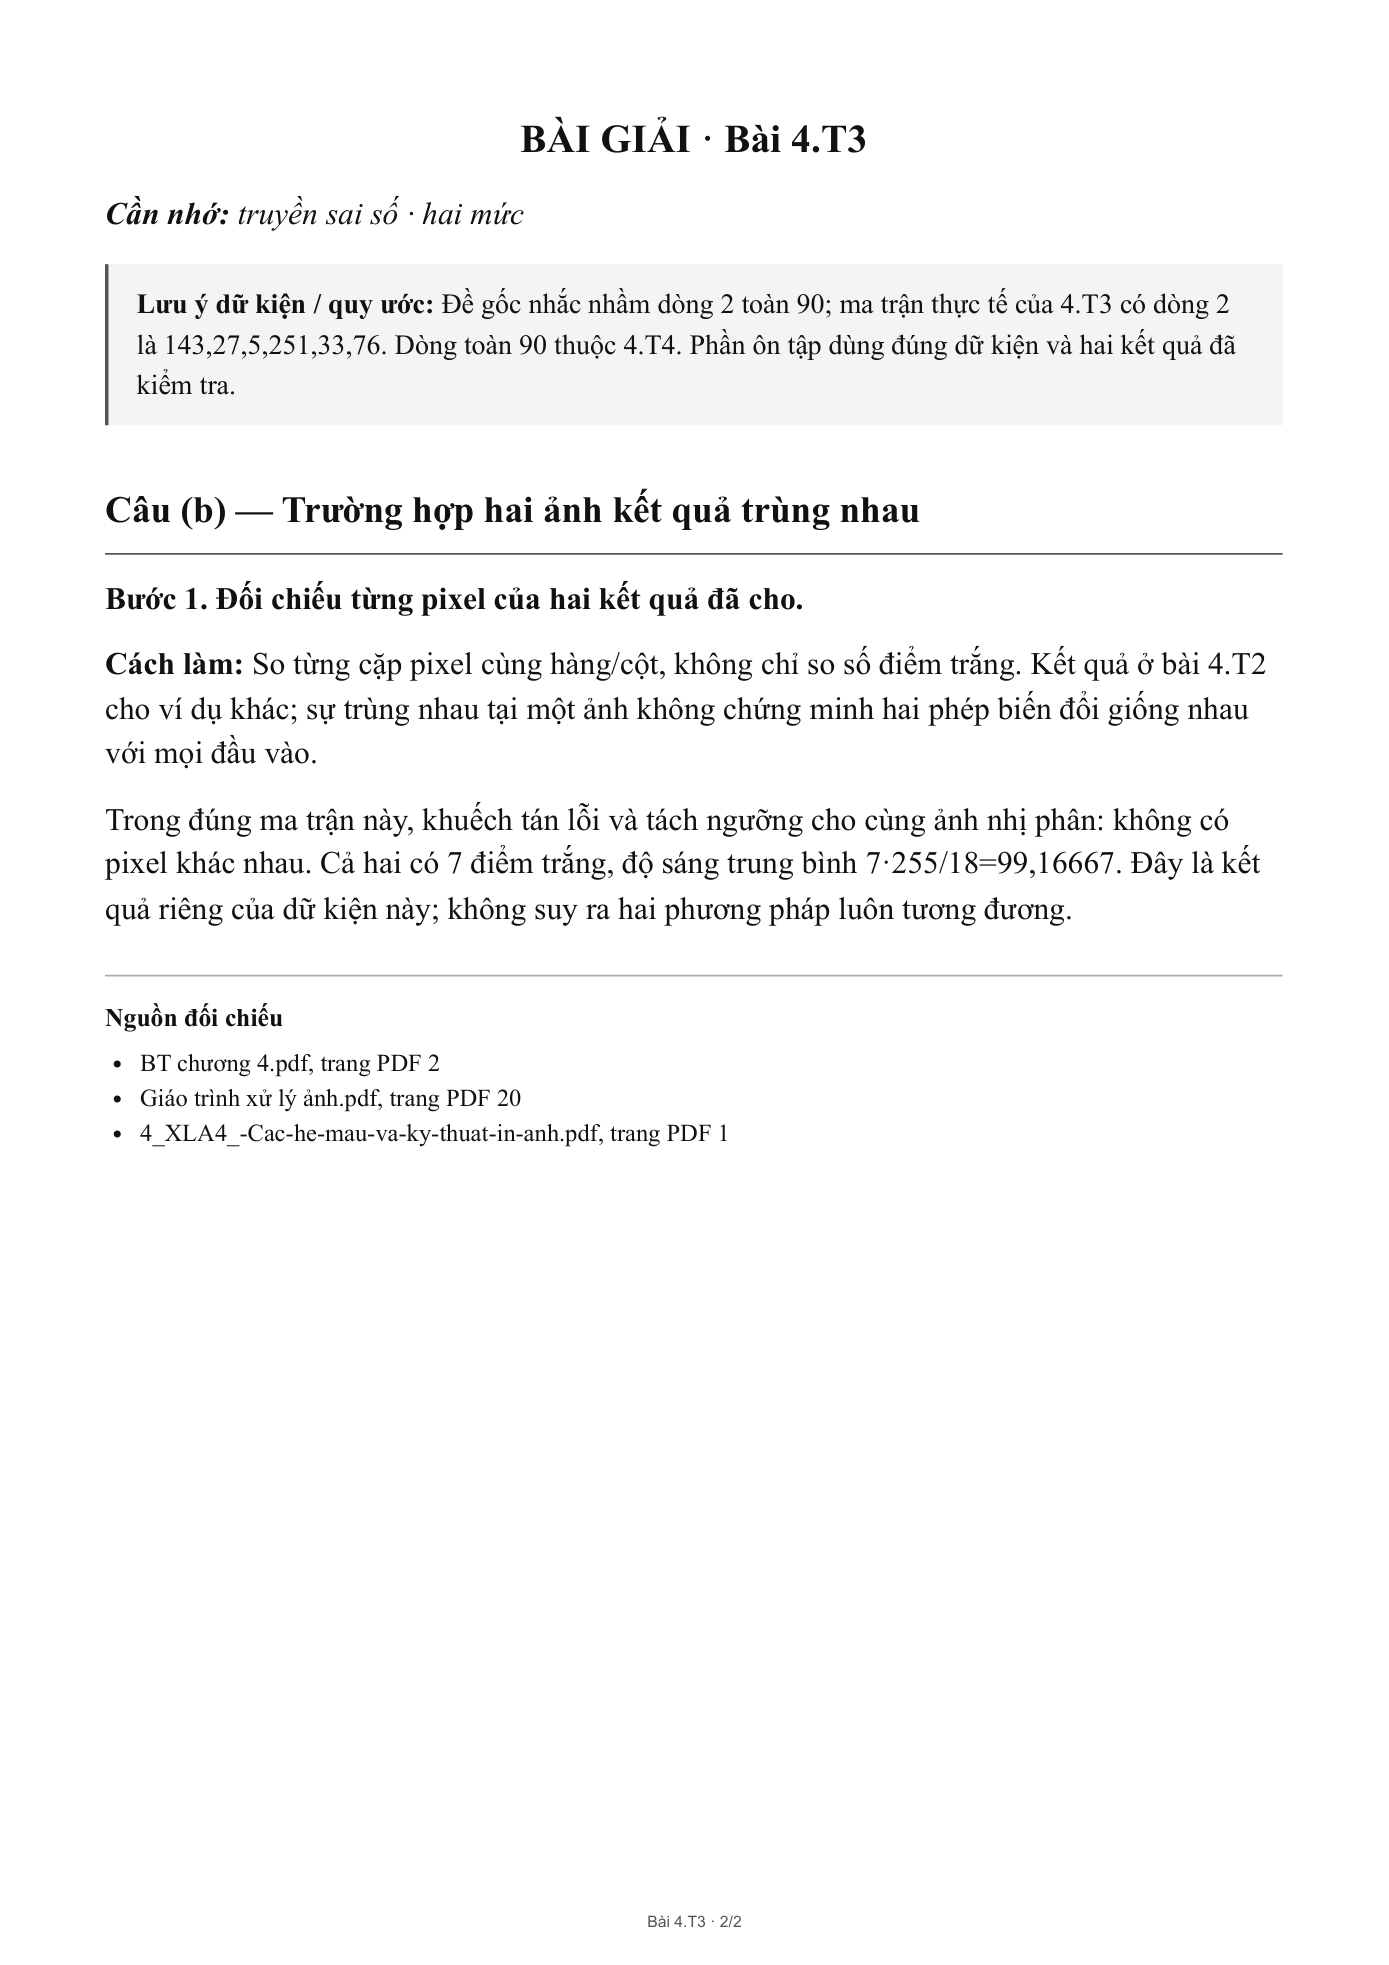 BÀI GIẢI · Bài 4.T3
Cần nhớ: truyền sai số · hai mức
Lưu ý dữ kiện / quy ước: Đề gốc nhắc nhầm dòng 2 toàn 90; ma trận thực tế của 4.T3 có dòng 2
là 143,27,5,251,33,76. Dòng toàn 90 thuộc 4.T4. Phần ôn tập dùng đúng dữ kiện và hai kết quả đã
kiểm tra.
Câu (b) — Trường hợp hai ảnh kết quả trùng nhau
Bước 1. Đối chiếu từng pixel của hai kết quả đã cho.
Cách làm: So từng cặp pixel cùng hàng/cột, không chỉ so số điểm trắng. Kết quả ở bài 4.T2
cho ví dụ khác; sự trùng nhau tại một ảnh không chứng minh hai phép biến đổi giống nhau
với mọi đầu vào.
Trong đúng ma trận này, khuếch tán lỗi và tách ngưỡng cho cùng ảnh nhị phân: không có
pixel khác nhau. Cả hai có 7 điểm trắng, độ sáng trung bình 7·255/18=99,16667. Đây là kết
quả riêng của dữ kiện này; không suy ra hai phương pháp luôn tương đương.
Nguồn đối chiếu
• BT chương 4.pdf, trang PDF 2
• Giáo trình xử lý ảnh.pdf, trang PDF 20
• 4_XLA4_-Cac-he-mau-va-ky-thuat-in-anh.pdf, trang PDF 1
Bài 4.T3 · 2/2